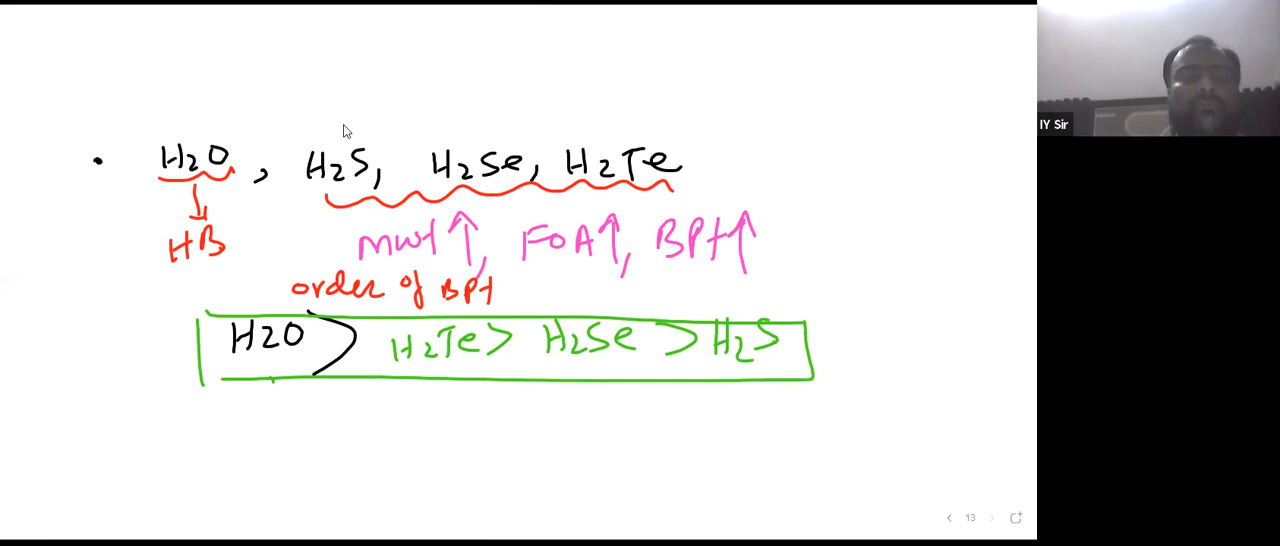 • H2O, H2S, H2Se, H2Te
HB
mwt ↑, FOA ↑, BPt ↑
order of BPt
H2O > H2Te > H2Se > H2S
IY Sir
< 13 >